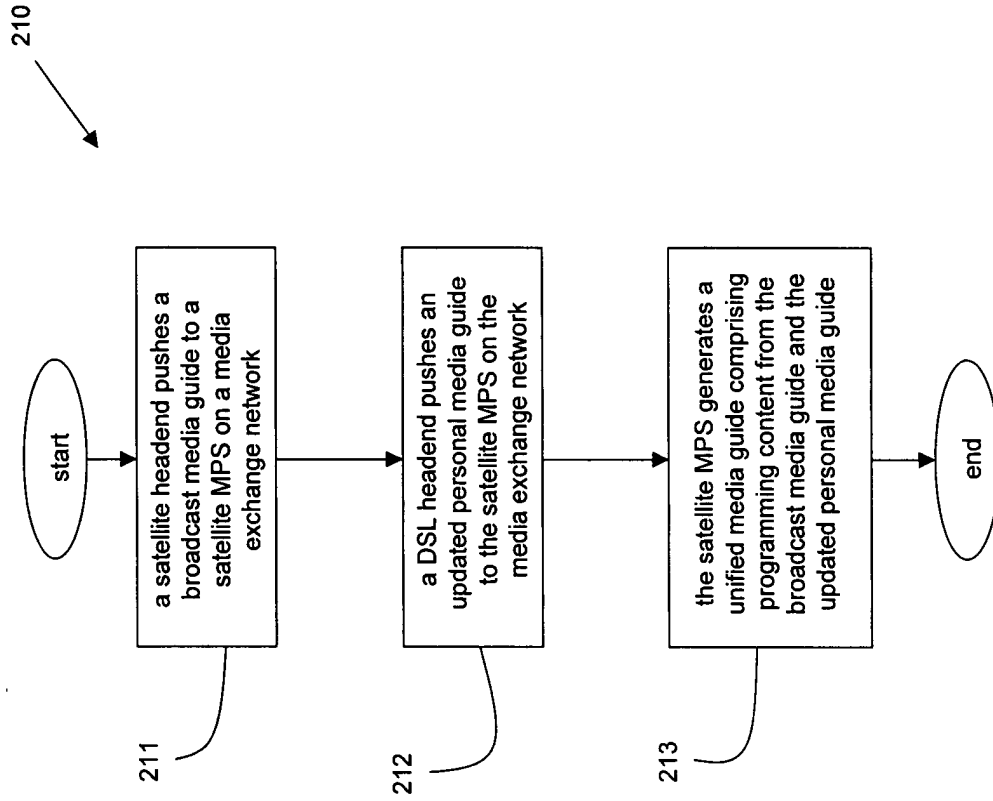 210
start
a satellite headend pushes a
broadcast media guide to a
satellite MPS on a media
exchange network
211
a DSL headend pushes an
updated personal media guide
to the satellite MPS on the
media exchange network
212
the satellite MPS generates a
unified media guide comprising
programming content from the
broadcast media guide and the
updated personal media guide
213
end